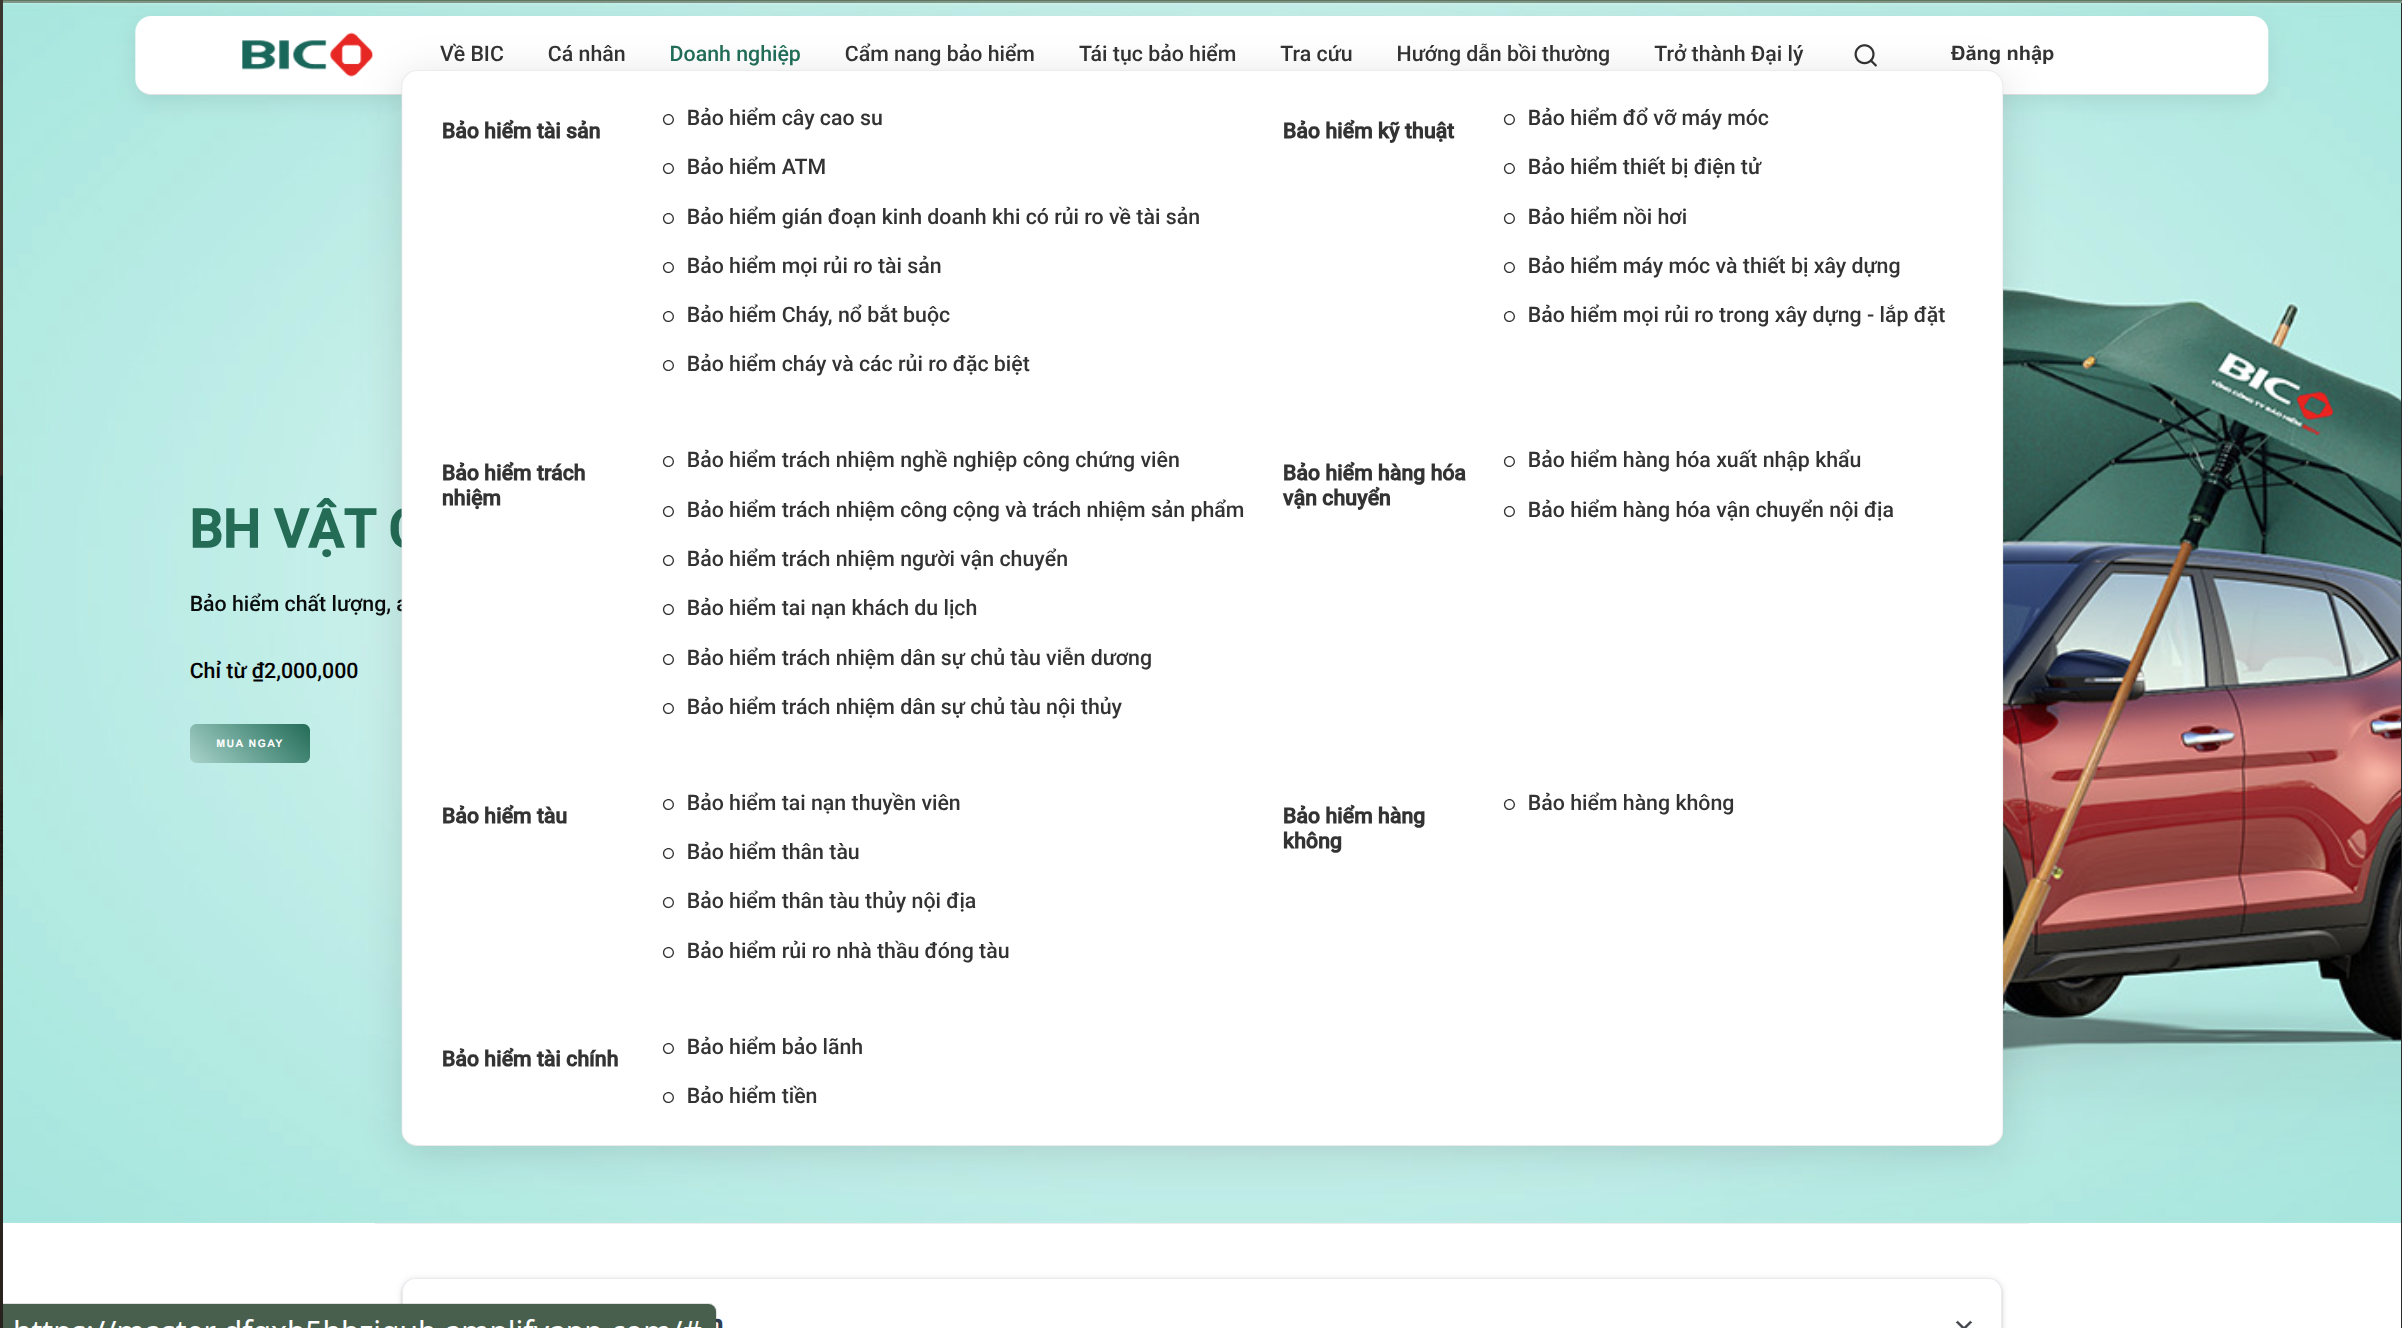 BIC
Về BIC
Cá nhân
Doanh nghiệp
Cẩm nang bảo hiểm
Tái tục bảo hiểm
Tra cứu
Hướng dẫn bồi thường
Trở thành Đại lý
Đăng nhập
Bảo hiểm tài sản
Bảo hiểm cây cao su
Bảo hiểm ATM
Bảo hiểm gián đoạn kinh doanh khi có rủi ro về tài sản
Bảo hiểm mọi rủi ro tài sản
Bảo hiểm Cháy, nổ bắt buộc
Bảo hiểm cháy và các rủi ro đặc biệt
Bảo hiểm kỹ thuật
Bảo hiểm đổ vỡ máy móc
Bảo hiểm thiết bị điện tử
Bảo hiểm nồi hơi
Bảo hiểm máy móc và thiết bị xây dựng
Bảo hiểm mọi rủi ro trong xây dựng - lắp đặt
Bảo hiểm trách
nhiệm
Bảo hiểm trách nhiệm nghề nghiệp công chứng viên
Bảo hiểm trách nhiệm công cộng và trách nhiệm sản phẩm
Bảo hiểm trách nhiệm người vận chuyển
Bảo hiểm tai nạn khách du lịch
Bảo hiểm trách nhiệm dân sự chủ tàu viễn dương
Bảo hiểm trách nhiệm dân sự chủ tàu nội thủy
Bảo hiểm hàng hóa
vận chuyển
Bảo hiểm hàng hóa xuất nhập khẩu
Bảo hiểm hàng hóa vận chuyển nội địa
Bảo hiểm tàu
Bảo hiểm tai nạn thuyền viên
Bảo hiểm thân tàu
Bảo hiểm thân tàu thủy nội địa
Bảo hiểm rủi ro nhà thầu đóng tàu
Bảo hiểm hàng
không
Bảo hiểm hàng không
Bảo hiểm tài chính
Bảo hiểm bảo lãnh
Bảo hiểm tiền
BH VẬT
Bảo hiểm chất lượng,
Chỉ từ ₫2,000,000
MUA NGAY
BIC
TỔNG CÔNG TY BẢO HIỂM